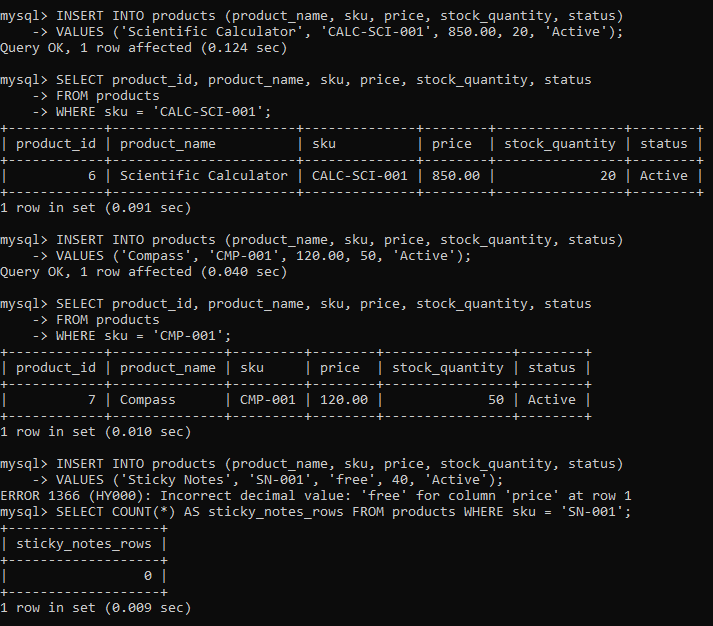 mysql> INSERT INTO products (product_name, sku, price, stock_quantity, status)
    -> VALUES ('Scientific Calculator', 'CALC-SCI-001', 850.00, 20, 'Active');
Query OK, 1 row affected (0.124 sec)

mysql> SELECT product_id, product_name, sku, price, stock_quantity, status
    -> FROM products
    -> WHERE sku = 'CALC-SCI-001';
+------------+-----------------------+--------------+--------+----------------+--------+
| product_id | product_name          | sku          | price  | stock_quantity | status |
+------------+-----------------------+--------------+--------+----------------+--------+
|          6 | Scientific Calculator | CALC-SCI-001 | 850.00 |             20 | Active |
+------------+-----------------------+--------------+--------+----------------+--------+
1 row in set (0.091 sec)

mysql> INSERT INTO products (product_name, sku, price, stock_quantity, status)
    -> VALUES ('Compass', 'CMP-001', 120.00, 50, 'Active');
Query OK, 1 row affected (0.040 sec)

mysql> SELECT product_id, product_name, sku, price, stock_quantity, status
    -> FROM products
    -> WHERE sku = 'CMP-001';
+------------+--------------+---------+--------+----------------+--------+
| product_id | product_name | sku     | price  | stock_quantity | status |
+------------+--------------+---------+--------+----------------+--------+
|          7 | Compass      | CMP-001 | 120.00 |             50 | Active |
+------------+--------------+---------+--------+----------------+--------+
1 row in set (0.010 sec)

mysql> INSERT INTO products (product_name, sku, price, stock_quantity, status)
    -> VALUES ('Sticky Notes', 'SN-001', 'free', 40, 'Active');
ERROR 1366 (HY000): Incorrect decimal value: 'free' for column 'price' at row 1
mysql> SELECT COUNT(*) AS sticky_notes_rows FROM products WHERE sku = 'SN-001';
+-------------------+
| sticky_notes_rows |
+-------------------+
|                 0 |
+-------------------+
1 row in set (0.009 sec)